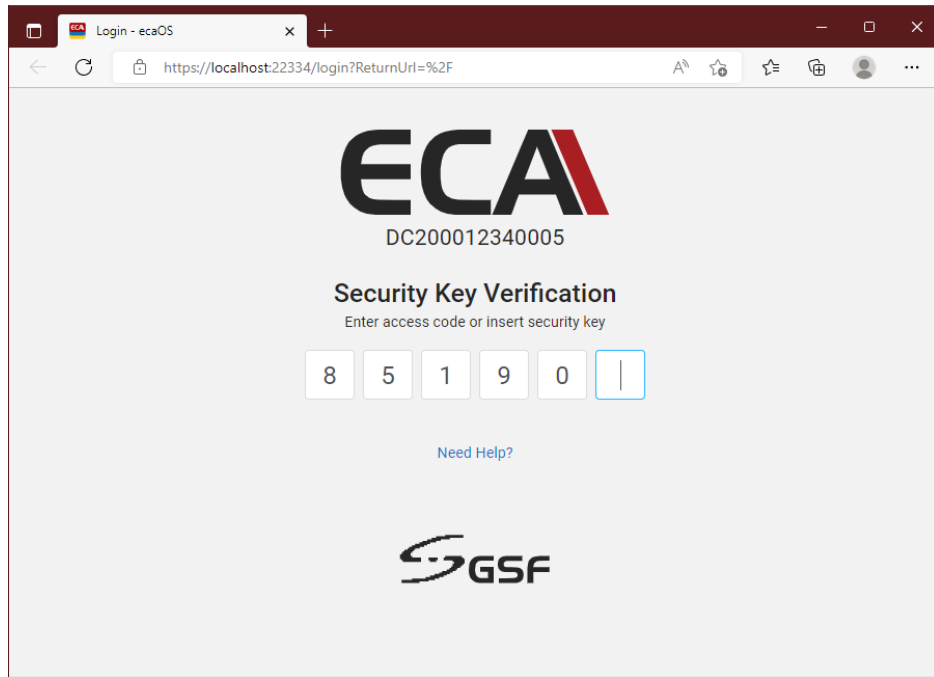 ECA Login - ecaOS
https://localhost:22334/login?ReturnUrl=%2F
ECA
DC200012340005
Security Key Verification
Enter access code or insert security key
8 5 1 9 0
Need Help?
GSF